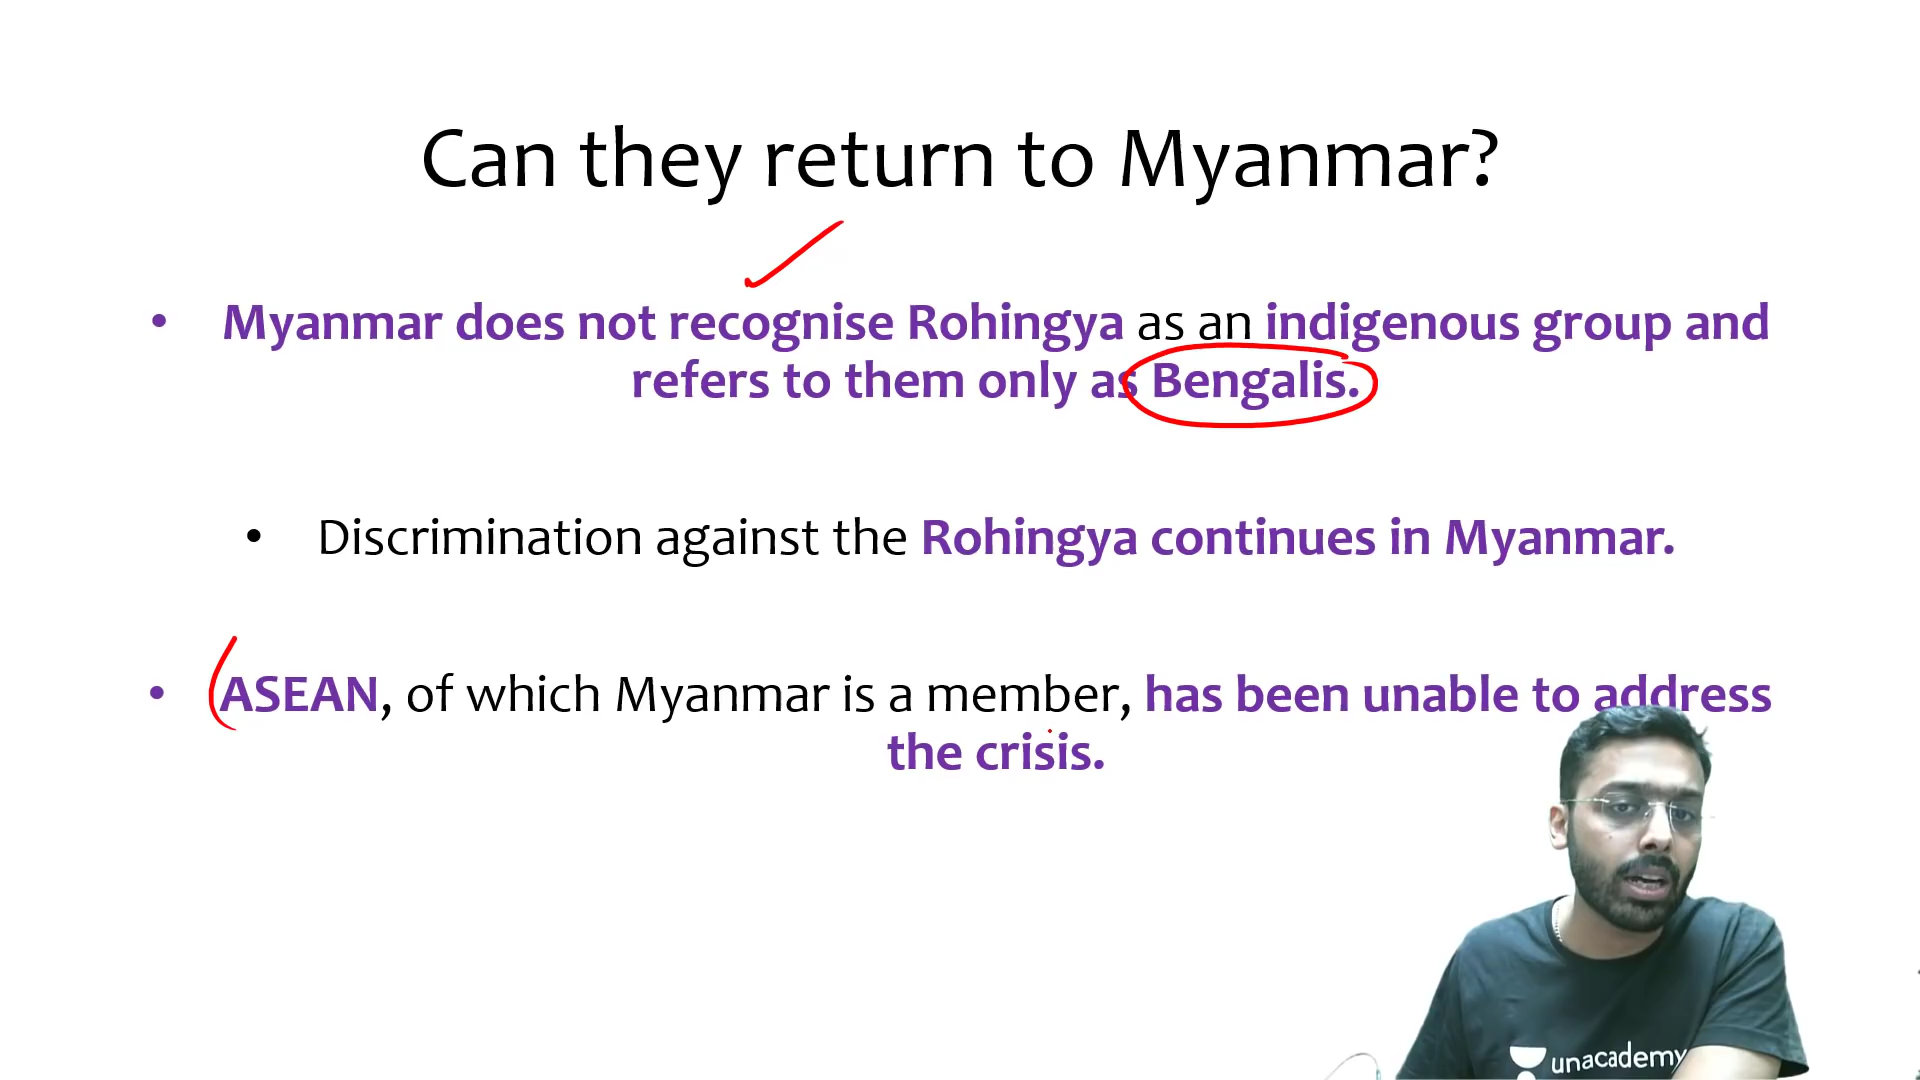 Can they return to Myanmar?
• Myanmar does not recognise Rohingya as an indigenous group and
refers to them only as Bengalis.
• Discrimination against the Rohingya continues in Myanmar.
• ASEAN, of which Myanmar is a member, has been unable to address
the crisis.
unacademy